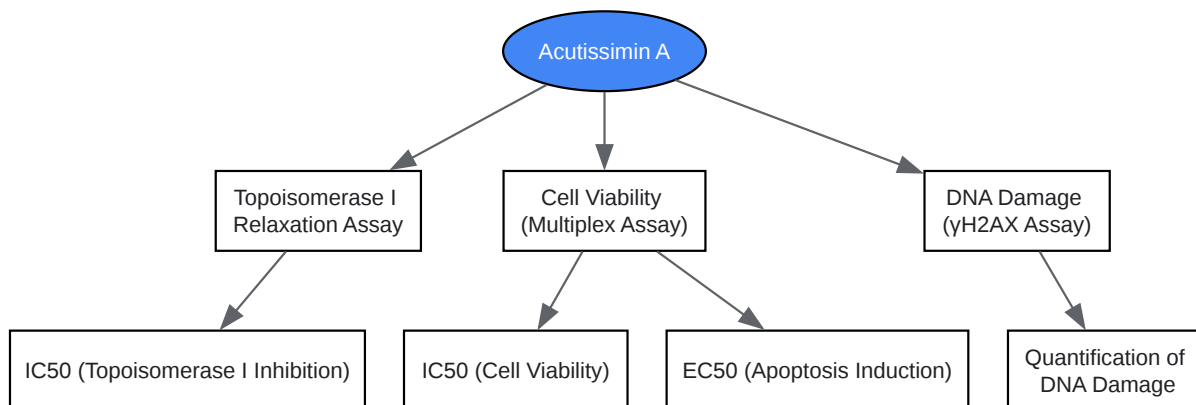 Acutissimin A
Topoisomerase I
Relaxation Assay
Cell Viability
(Multiplex Assay)
DNA Damage
(γH2AX Assay)
IC50 (Topoisomerase I Inhibition)
IC50 (Cell Viability)
EC50 (Apoptosis Induction)
Quantification of
DNA Damage